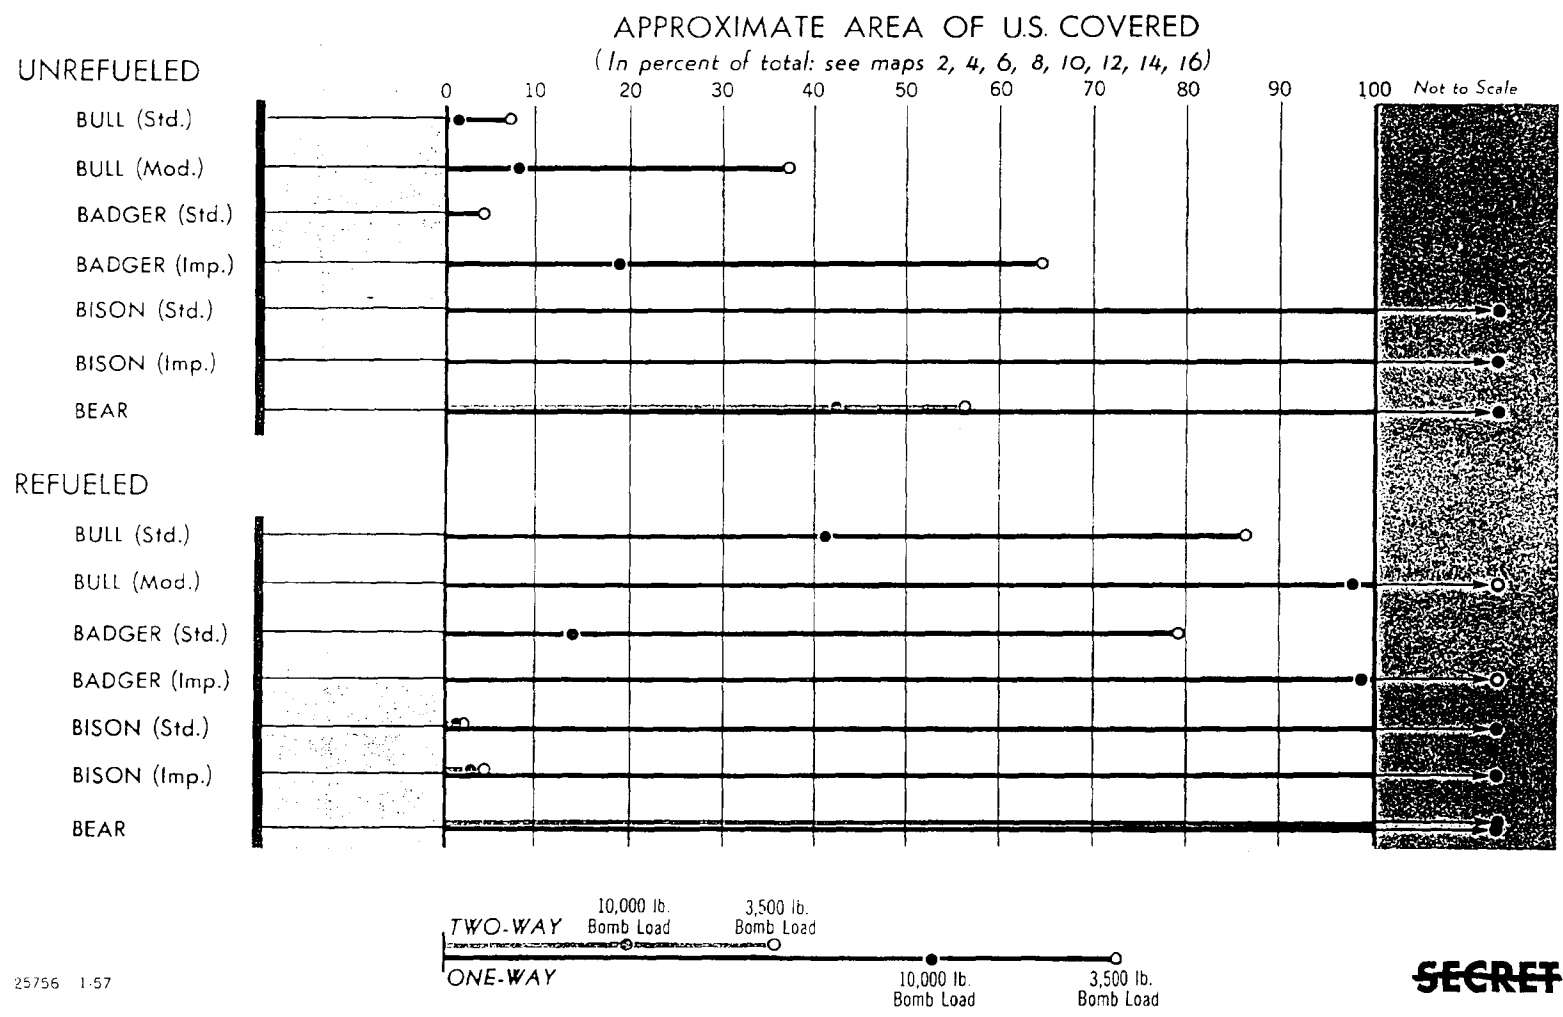 APPROXIMATE AREA OF U.S. COVERED
(In percent of total: see maps 2, 4, 6, 8, 10, 12, 14, 16)
UNREFUELED
0 10 20 30 40 50 60 70 80 90 100 Not to Scale
BULL (Std.)
BULL (Mod.)
BADGER (Std.)
BADGER (Imp.)
BISON (Std.)
BISON (Imp.)
BEAR
REFUELED
BULL (Std.)
BULL (Mod.)
BADGER (Std.)
BADGER (Imp.)
BISON (Std.)
BISON (Imp.)
BEAR
10,000 lb. 3,500 lb.
TWO-WAY Bomb Load Bomb Load
ONE-WAY 10,000 lb. 3,500 lb.
Bomb Load Bomb Load
25756 1-57
SECRET